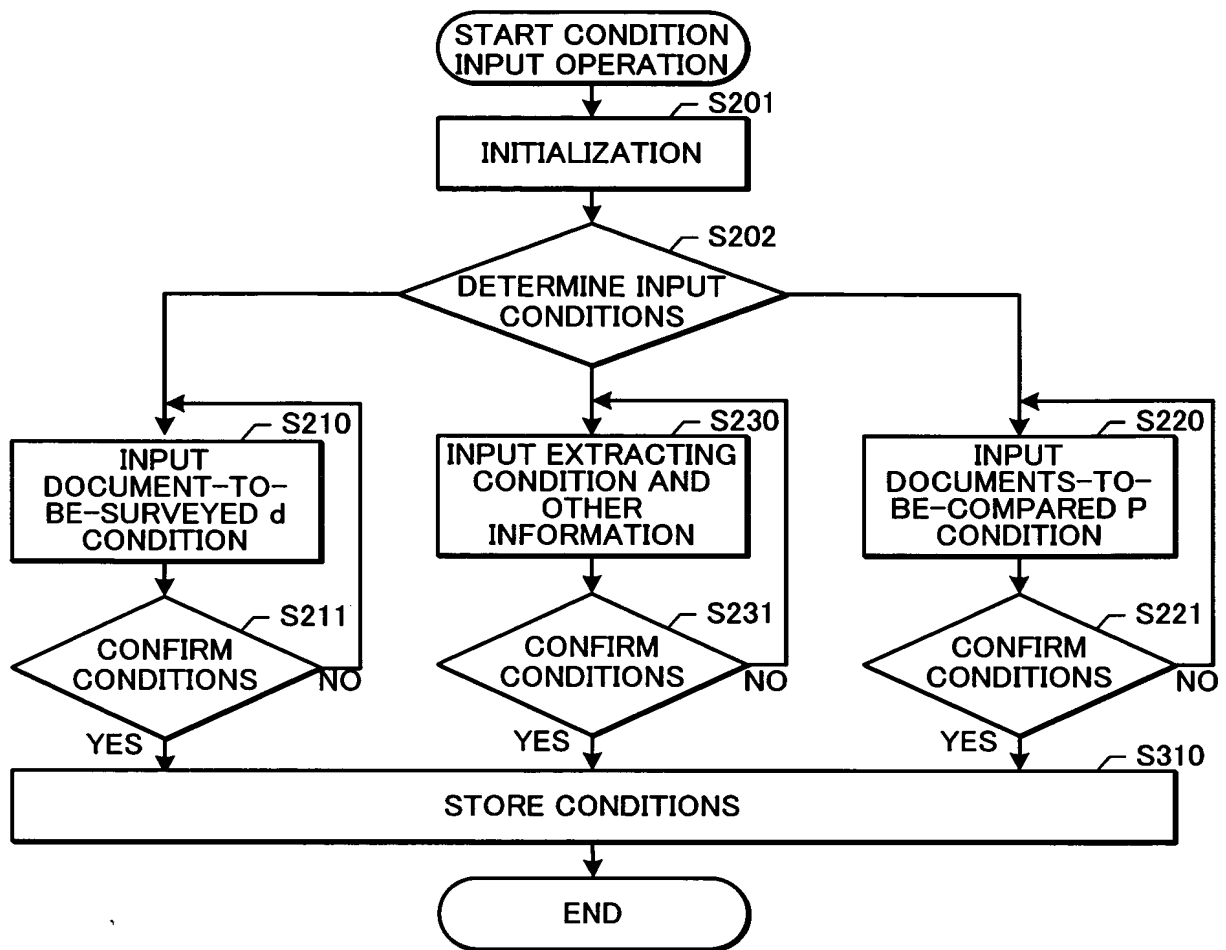 START CONDITION
INPUT OPERATION
S201
INITIALIZATION
S202
DETERMINE INPUT
CONDITIONS
S210
INPUT
DOCUMENT-TO-
BE-SURVEYED d
CONDITION
S230
INPUT EXTRACTING
CONDITION AND
OTHER
INFORMATION
S220
INPUT
DOCUMENTS-TO-
BE-COMPARED P
CONDITION
S211
CONFIRM
CONDITIONS
NO
YES
S231
CONFIRM
CONDITIONS
NO
YES
S221
CONFIRM
CONDITIONS
NO
YES
S310
STORE CONDITIONS
END